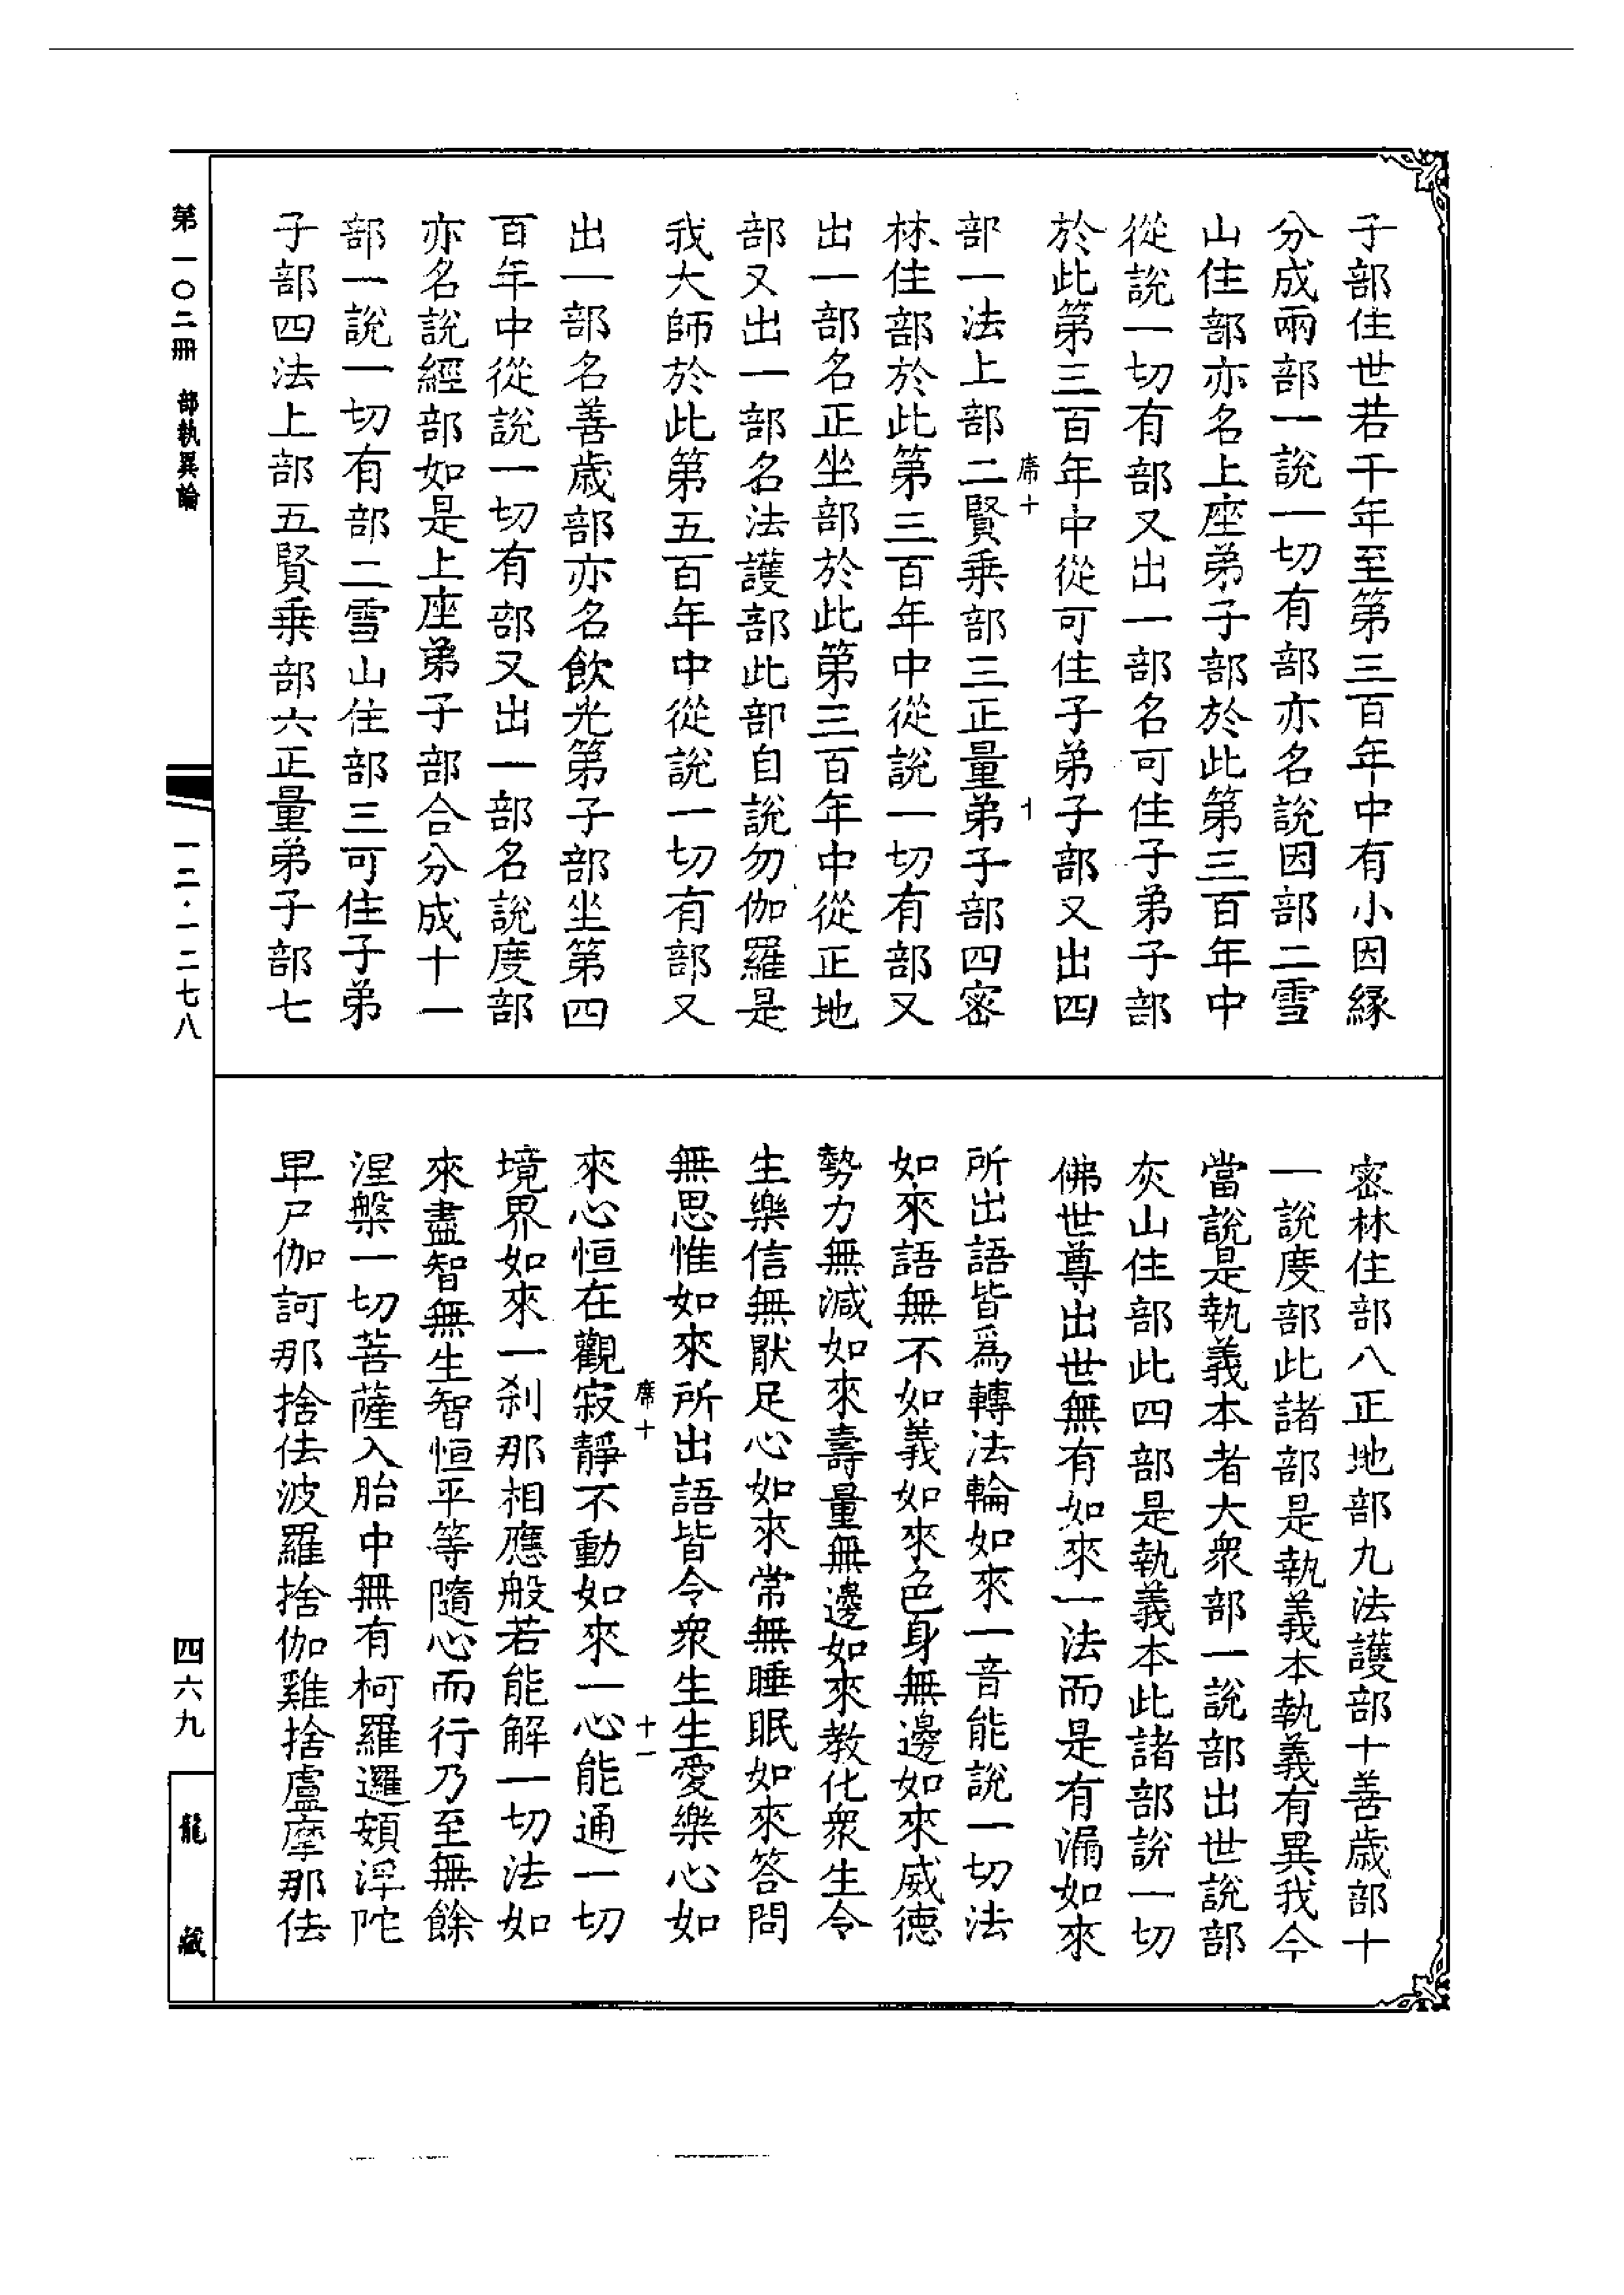 子部住世若千年至第三百年中有小因縁
分成兩部一說一切有部亦名說因部二雪
山住部亦名上座弟子部於此第三百年中
從說一切有部又出一部名可住子弟子部
於此第三百年中從可住子弟子部又出四
席十
十
部一法上部二賢乗部三正量弟子部四密
林住部於此第三百年中從說一切有部又
出一部名正坐部於此第三百年中從正地
部又出一部名法護部此部自說勿伽羅是
我大師於此第五百年中從說一切有部又
出一部名善歳部亦名飲光第子部坐第四
百年中從說一切有部又出一部名說度部
亦名說經部如是上座弟子部合分成十一
部一說一切有部二雪山住部三可住子弟
子部四法上部五賢乗部六正量弟子部七
密林住部八正地部九法護部十善歳部十
一說度部此諸部是執義本執義有異我今
當說是執義本者大衆部一說部出世說部
灰山住部此四部是執義本此諸部說一切
佛世尊出世無有如來一法而是有漏如來
所出語皆爲轉法輪如來一音能說一切法
如來語無不如義如來色身無邊如來威德
勢力無減如來壽量無邊如來教化衆生令
生樂信無猒足心如來常無睡眠如來答問
無思惟如來所出語皆令衆生生愛樂心如
席十
十一
來心恒在觀寂靜不動如來一心能通一切
境界如來一刹那相應般若能解一切法如
來盡智無生智恒平等隨心而行乃至無餘
涅槃一切菩薩入胎中無有柯羅邏頞浮陀
卑尸伽訶那捨佉波羅捨伽雞捨盧摩那佉
第一〇二冊　部執異論
一二·一二七八
四六九
龍藏